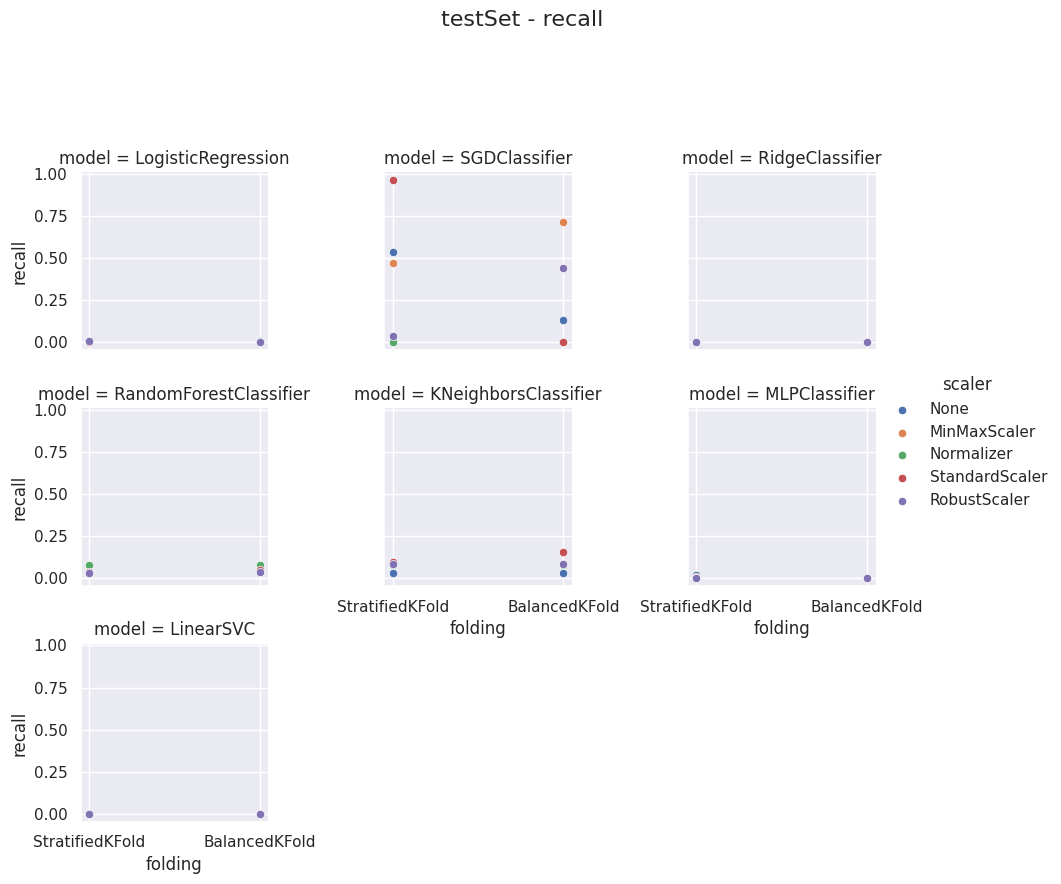 testSet - recall
model = LogisticRegression
model = SGDClassifier
model = RidgeClassifier
1.00
0.75
0.50
0.25
0.00
recall
model = RandomForestClassifier
model = KNeighborsClassifier
model = MLPClassifier
1.00
0.75
0.50
0.25
0.00
recall
StratifiedKFold
BalancedKFold
folding
StratifiedKFold
BalancedKFold
folding
scaler
None
MinMaxScaler
Normalizer
StandardScaler
RobustScaler
model = LinearSVC
1.00
0.75
0.50
0.25
0.00
recall
StratifiedKFold
BalancedKFold
folding